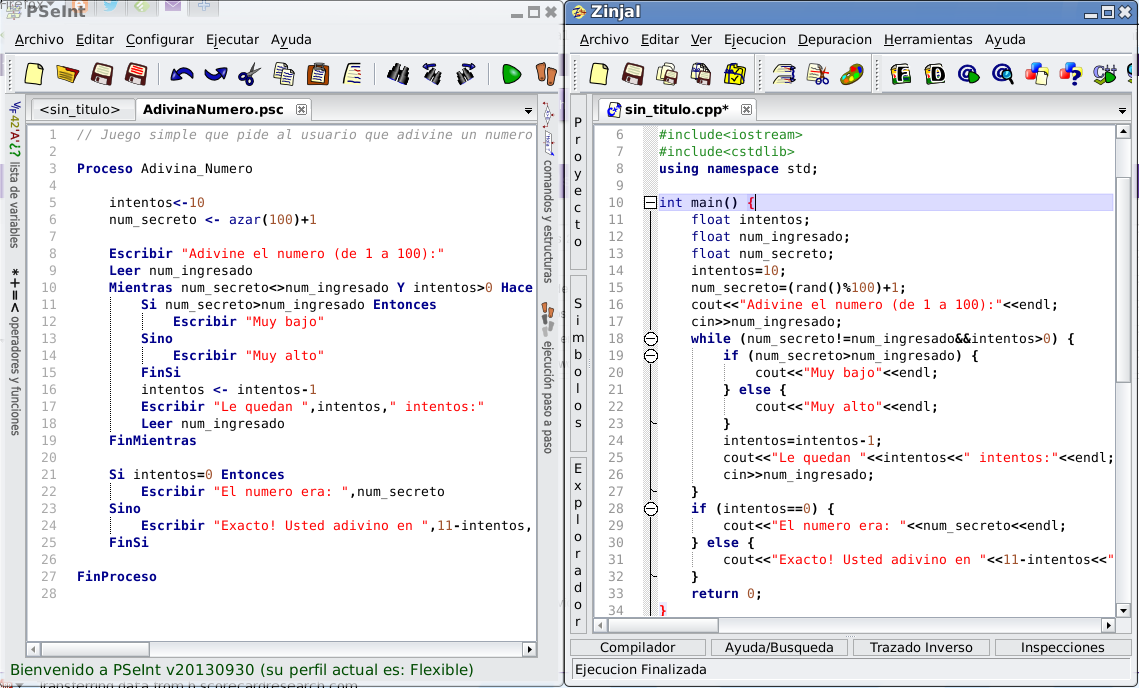 PSeInt
Archivo Editar Configurar Ejecutar Ayuda
<sin_titulo> AdivinaNumero.psc
lista de variables
*+=< operadores y funciones
1 // Juego simple que pide al usuario que adivine un numero
2
3 Proceso Adivina_Numero
4
5 intentos<-10
6 num_secreto <- azar(100)+1
7
8 Escribir "Adivine el numero (de 1 a 100):"
9 Leer num_ingresado
10 Mientras num_secreto<>num_ingresado Y intentos>0 Hace
11 Si num_secreto>num_ingresado Entonces
12 Escribir "Muy bajo"
13 Sino
14 Escribir "Muy alto"
15 FinSi
16 intentos <- intentos-1
17 Escribir "Le quedan ",intentos," intentos:"
18 Leer num_ingresado
19 FinMientras
20
21 Si intentos=0 Entonces
22 Escribir "El numero era: ",num_secreto
23 Sino
24 Escribir "Exacto! Usted adivino en ",11-intentos,
25 FinSi
26
27 FinProceso
28
comandos y estructuras
ejecución paso a paso
Bienvenido a PSeInt v20130930 (su perfil actual es: Flexible)
Transferring data from b.scorecardresearch.com
ZinjaI
Archivo Editar Ver Ejecucion Depuracion Herramientas Ayuda
sin_titulo.cpp*
Proyecto
Simbolos
Explorador
6 #include<iostream>
7 #include<cstdlib>
8 using namespace std;
9
10 int main() {
11 float intentos;
12 float num_ingresado;
13 float num_secreto;
14 intentos=10;
15 num_secreto=(rand()%100)+1;
16 cout<<"Adivine el numero (de 1 a 100):"<<endl;
17 cin>>num_ingresado;
18 while (num_secreto!=num_ingresado&&intentos>0) {
19 if (num_secreto>num_ingresado) {
20 cout<<"Muy bajo"<<endl;
21 } else {
22 cout<<"Muy alto"<<endl;
23 }
24 intentos=intentos-1;
25 cout<<"Le quedan "<<intentos<<" intentos:"<<endl;
26 cin>>num_ingresado;
27 }
28 if (intentos==0) {
29 cout<<"El numero era: "<<num_secreto<<endl;
30 } else {
31 cout<<"Exacto! Usted adivino en "<<11-intentos<<"
32 }
33 return 0;
34 }
Compilador Ayuda/Busqueda Trazado Inverso Inspecciones
Ejecucion Finalizada